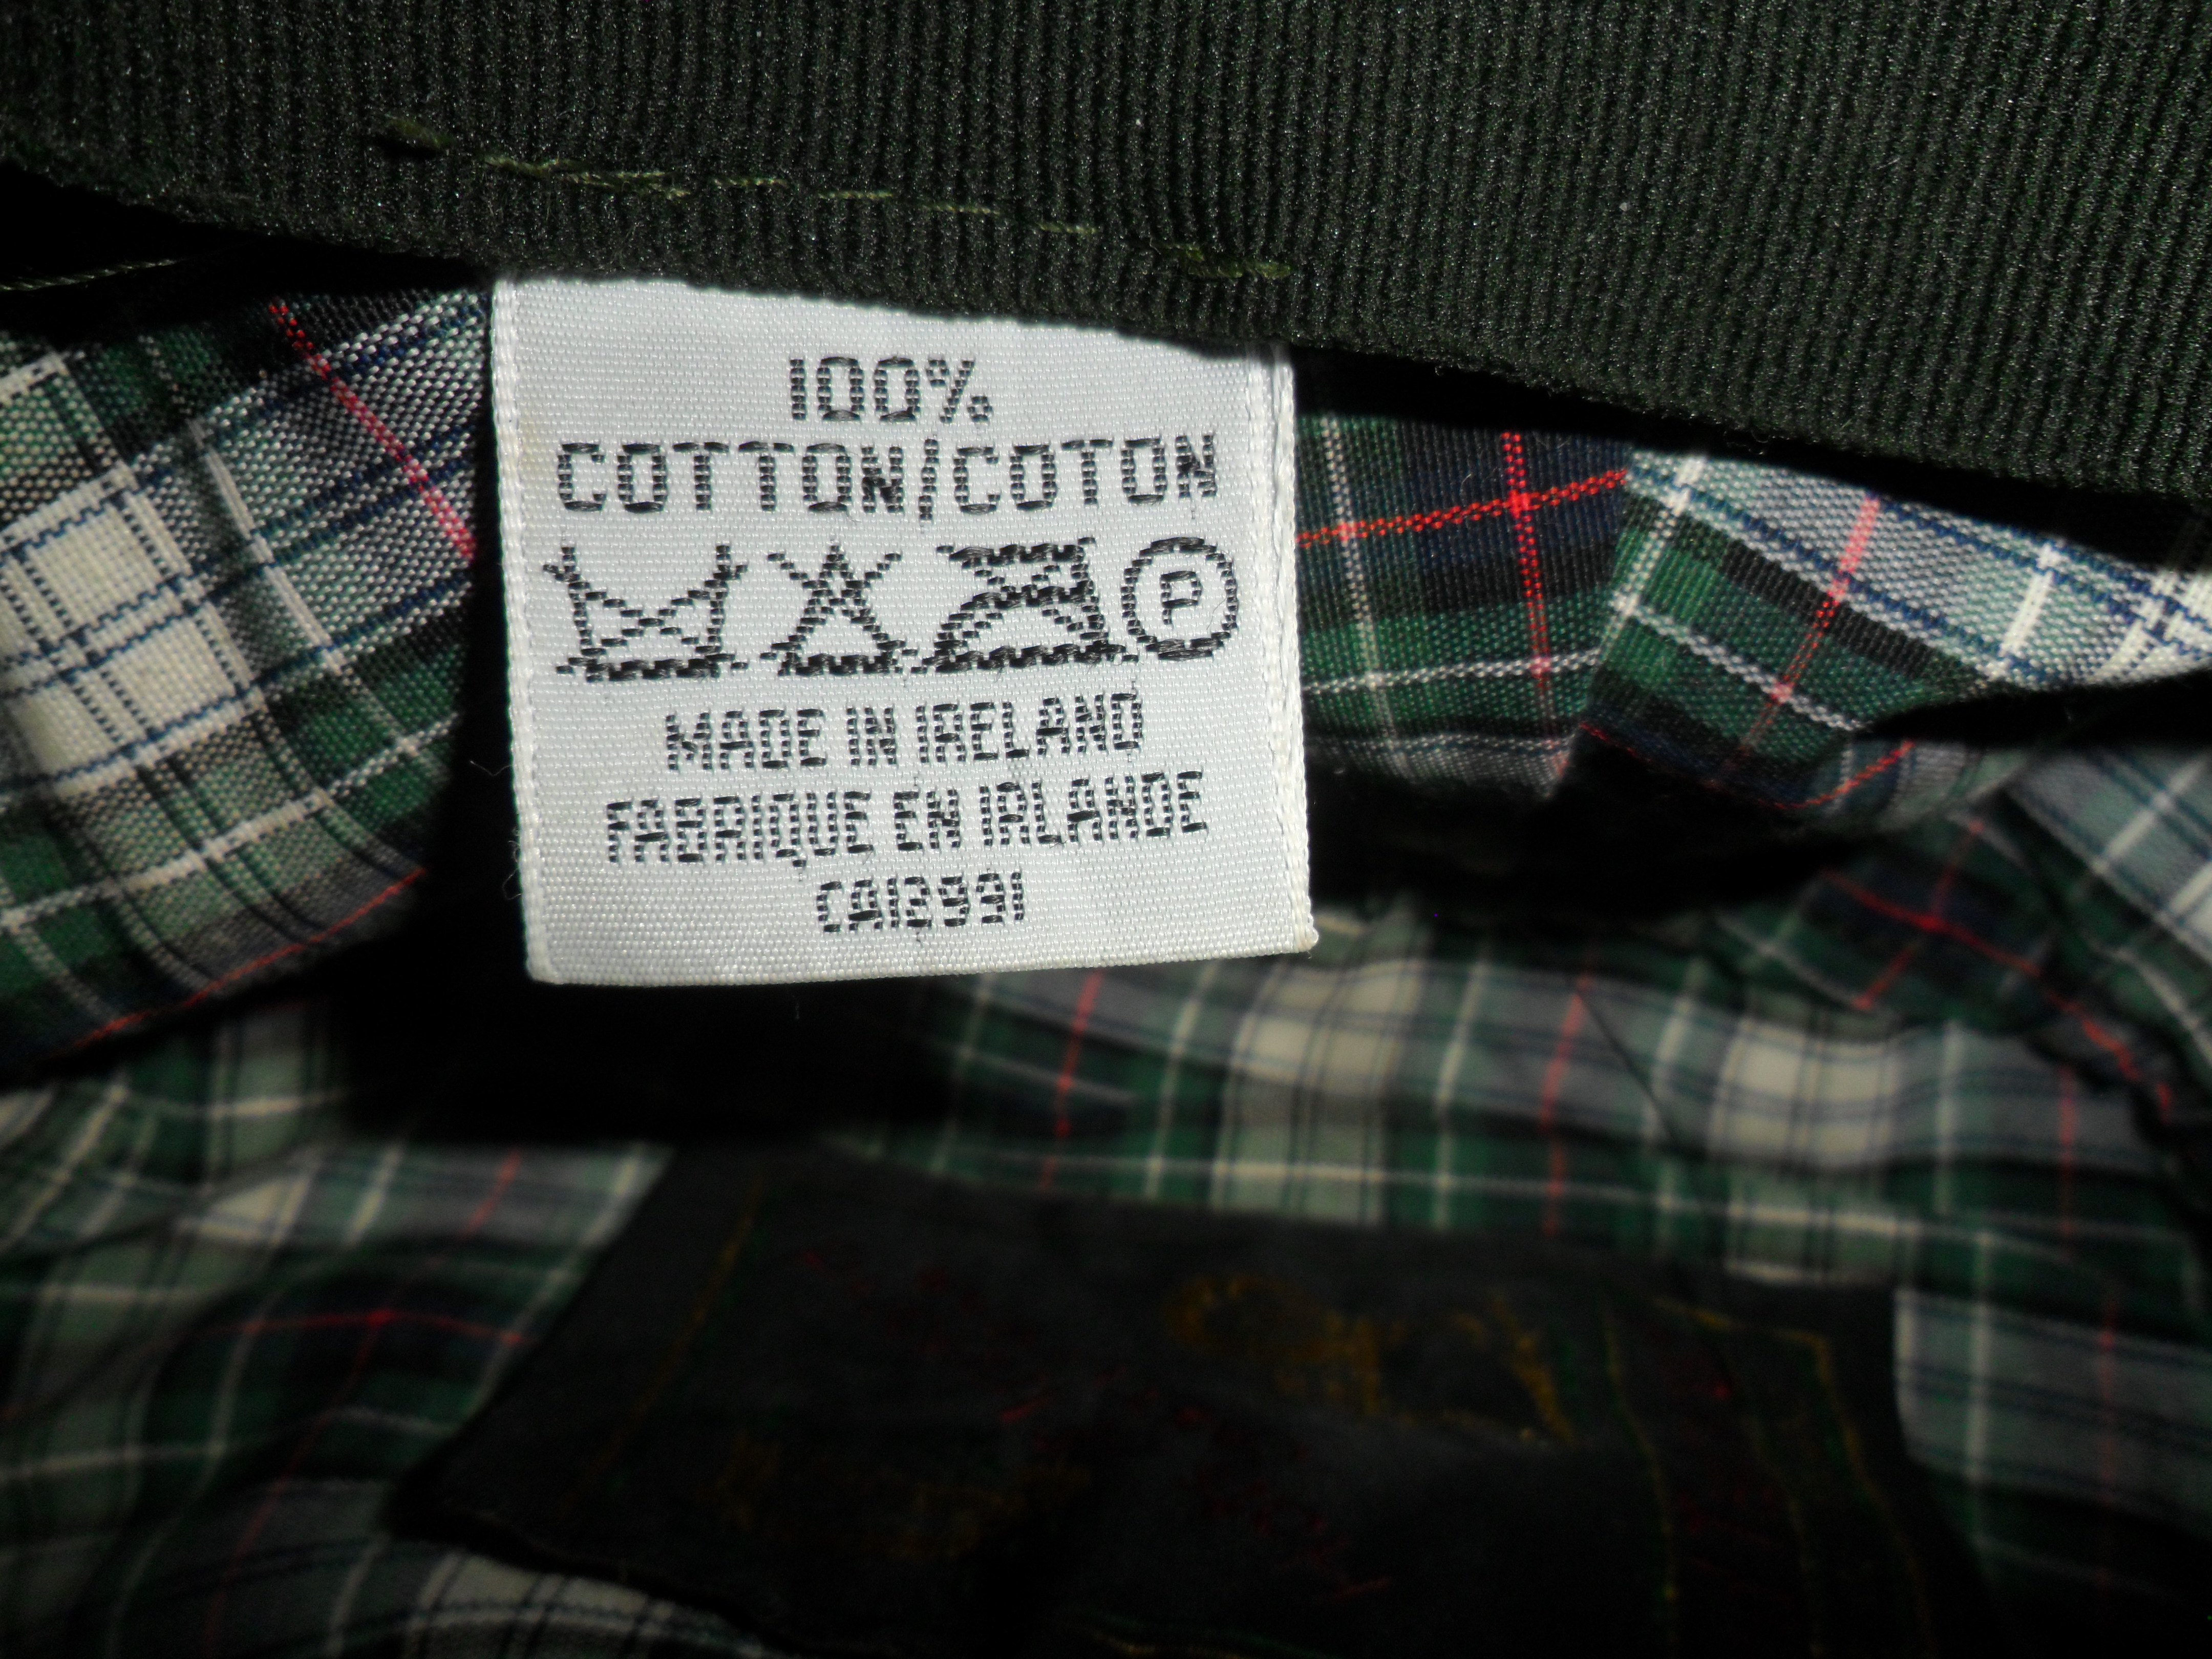 100%
COTTON/COTON
P
MADE IN IRELAND
FABRIQUE EN IRLANDE
CA12991